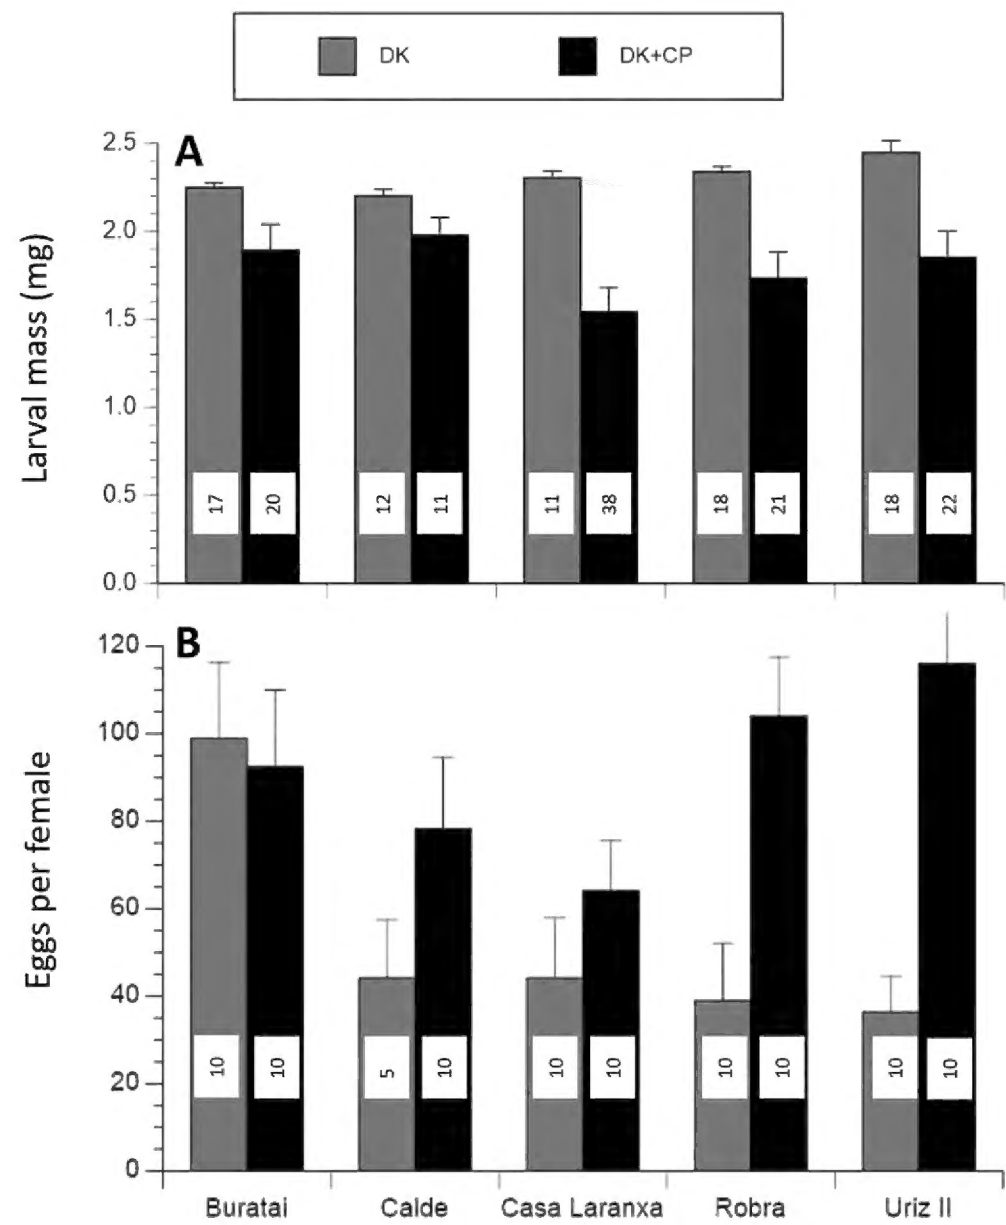 DK DK+CP
A
2.5
2.0
1.5
1.0
0.5
0.0
Larval mass (mg)
17 20 12 11 11 38 18 21 18 22
B
120
100
80
60
40
20
0
Eggs per female
10 10 5 10 10 10 10 10 10 10
Buratai Calde Casa Laranxa Robra Uriz II